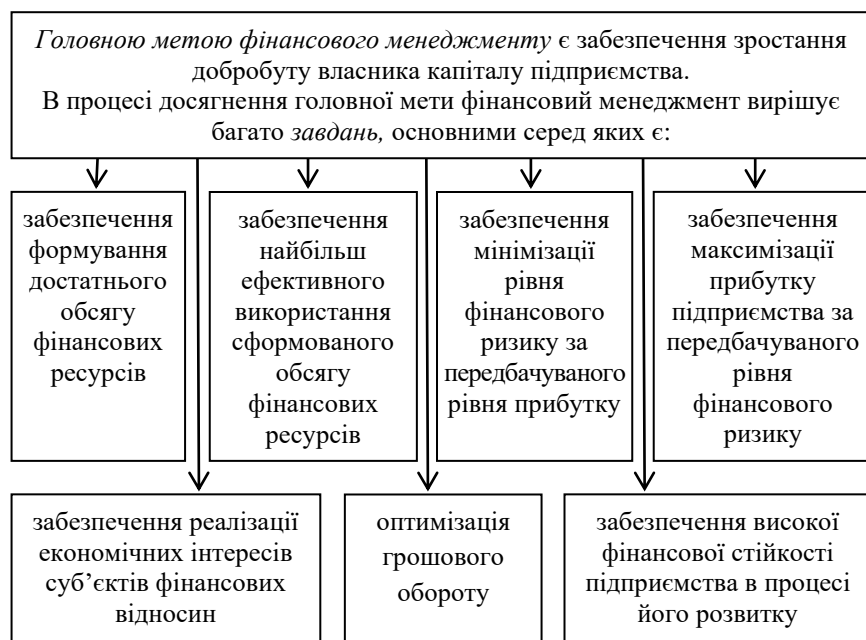 Головною метою фінансового менеджменту є забезпечення зростання
добробуту власника капіталу підприємства.
В процесі досягнення головної мети фінансовий менеджмент вирішує
багато завдань, основними серед яких є:
забезпечення
формування
достатнього
обсягу
фінансових
ресурсів
забезпечення
найбільш
ефективного
використання
сформованого
обсягу
фінансових
ресурсів
забезпечення
мінімізації
рівня
фінансового
ризику за
передбачуваного
рівня прибутку
забезпечення
максимізації
прибутку
підприємства за
передбачуваного
рівня
фінансового
ризику
забезпечення реалізації
економічних інтересів
суб’єктів фінансових
відносин
оптимізація
грошового
обороту
забезпечення високої
фінансової стійкості
підприємства в процесі
його розвитку